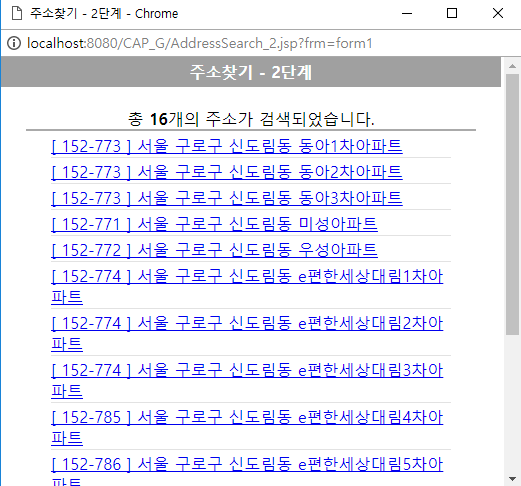 주소찾기 - 2단계 - Chrome
localhost:8080/CAP_G/AddressSearch_2.jsp?frm=form1
주소찾기 - 2단계
총 16개의 주소가 검색되었습니다.
[ 152-773 ] 서울 구로구 신도림동 동아1차아파트
[ 152-773 ] 서울 구로구 신도림동 동아2차아파트
[ 152-773 ] 서울 구로구 신도림동 동아3차아파트
[ 152-771 ] 서울 구로구 신도림동 미성아파트
[ 152-772 ] 서울 구로구 신도림동 우성아파트
[ 152-774 ] 서울 구로구 신도림동 e편한세상대림1차아
파트
[ 152-774 ] 서울 구로구 신도림동 e편한세상대림2차아
파트
[ 152-774 ] 서울 구로구 신도림동 e편한세상대림3차아
파트
[ 152-785 ] 서울 구로구 신도림동 e편한세상대림4차아
파트
[ 152-786 ] 서울 구로구 신도림동 e편한세상대림5차아
파트